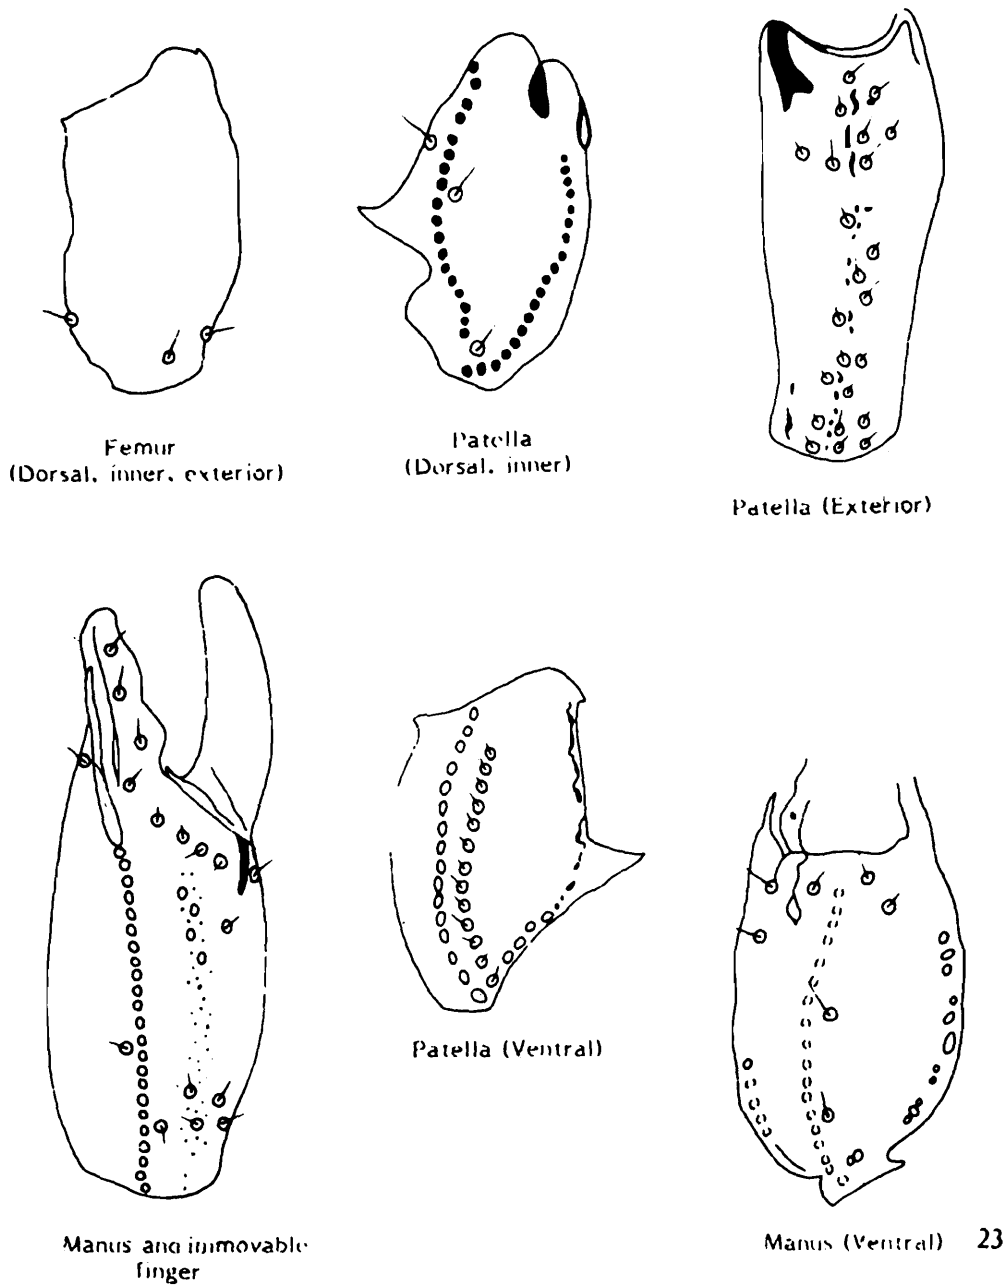 Femur
(Dorsal, inner, exterior)
Patella
(Dorsal, inner)
Patella (Exterior)
Patella (Ventral)
Manus and immovable
finger
Manus (Ventral) 23